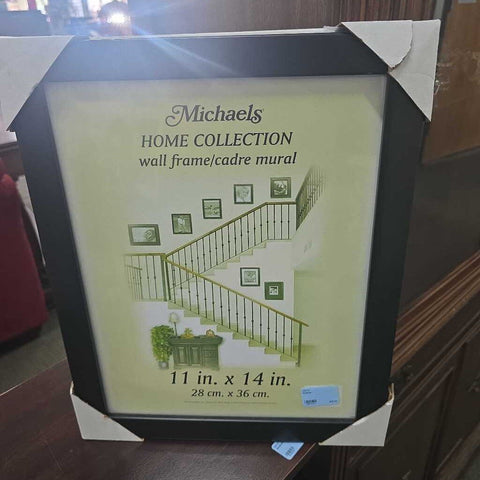 Michaels
HOME COLLECTION
wall frame/cadre mural
11 in. x 14 in.
28 cm. x 36 cm.